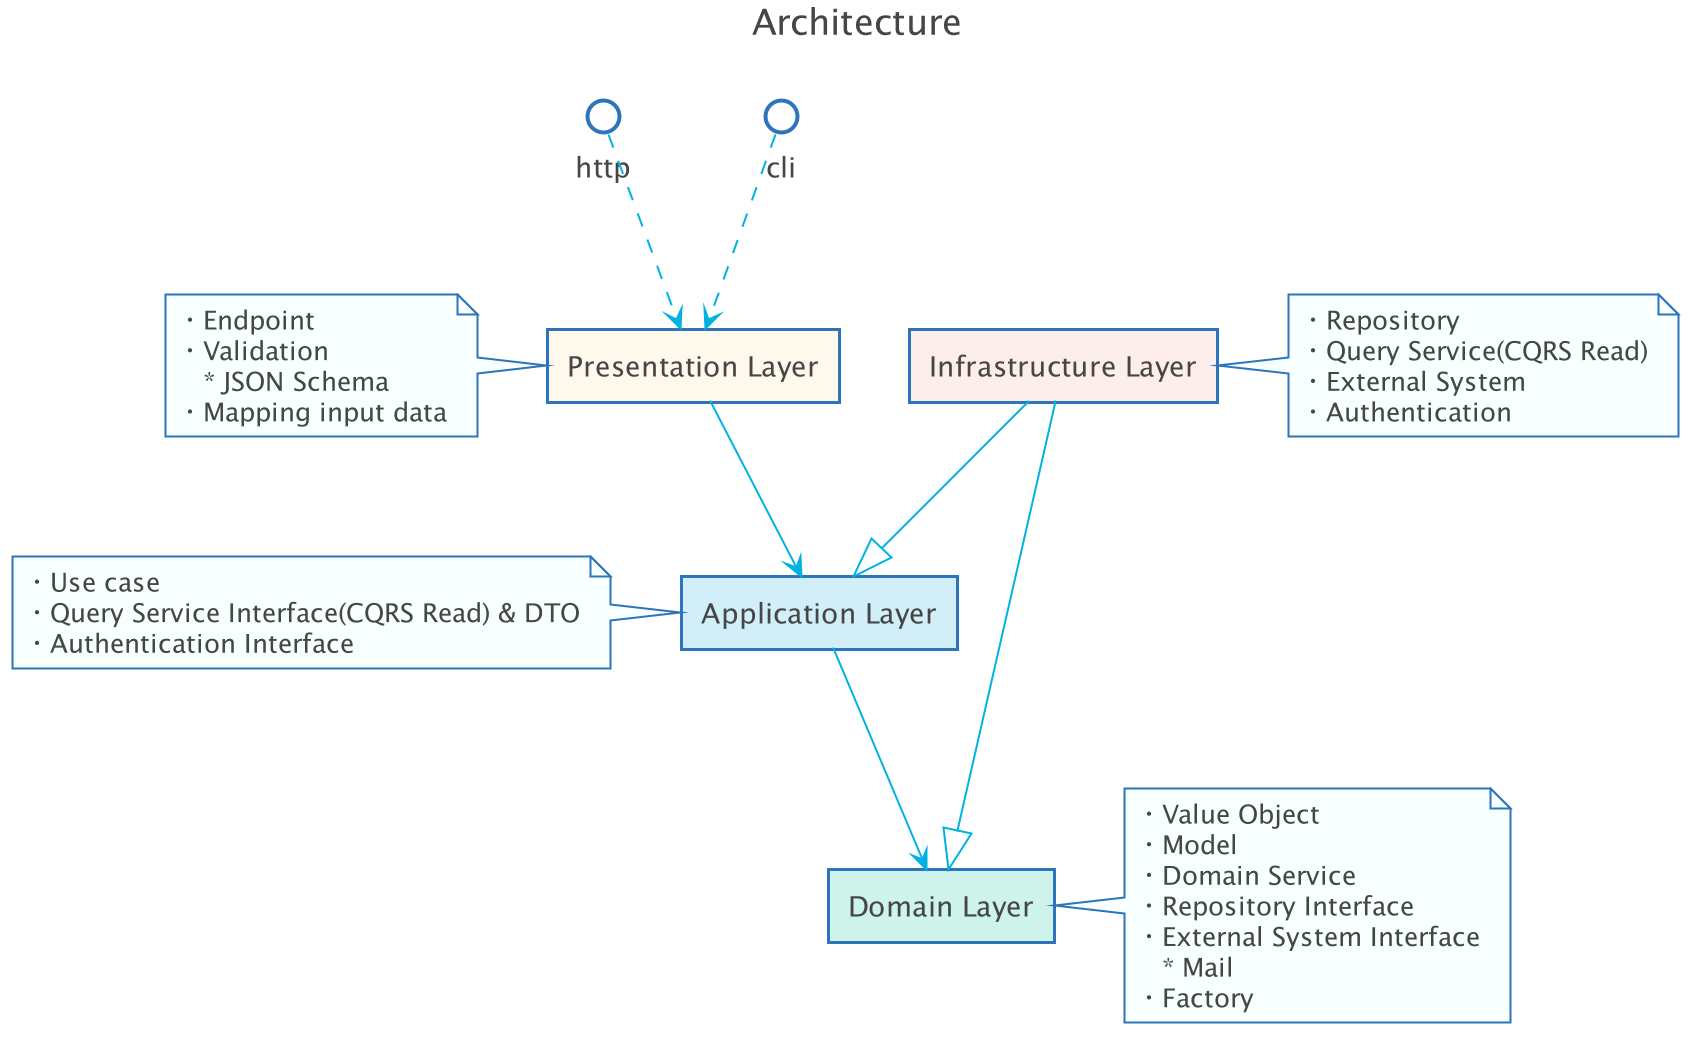 Architecture
http
cli
・Endpoint
・Validation
* JSON Schema
・Mapping input data
Presentation Layer
Infrastructure Layer
・Repository
・Query Service(CQRS Read)
・External System
・Authentication
・Use case
・Query Service Interface(CQRS Read) & DTO
・Authentication Interface
Application Layer
Domain Layer
・Value Object
・Model
・Domain Service
・Repository Interface
・External System Interface
* Mail
・Factory